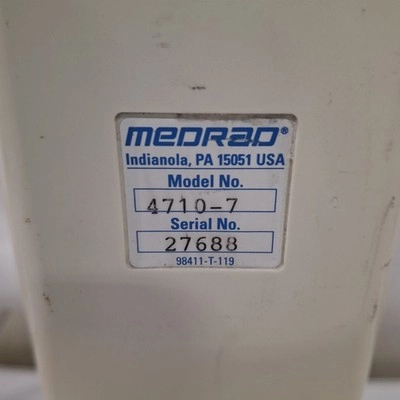 MEDRAD®
Indianola, PA 15051 USA
Model No.
4710-7
Serial No.
27688
98411-T-119